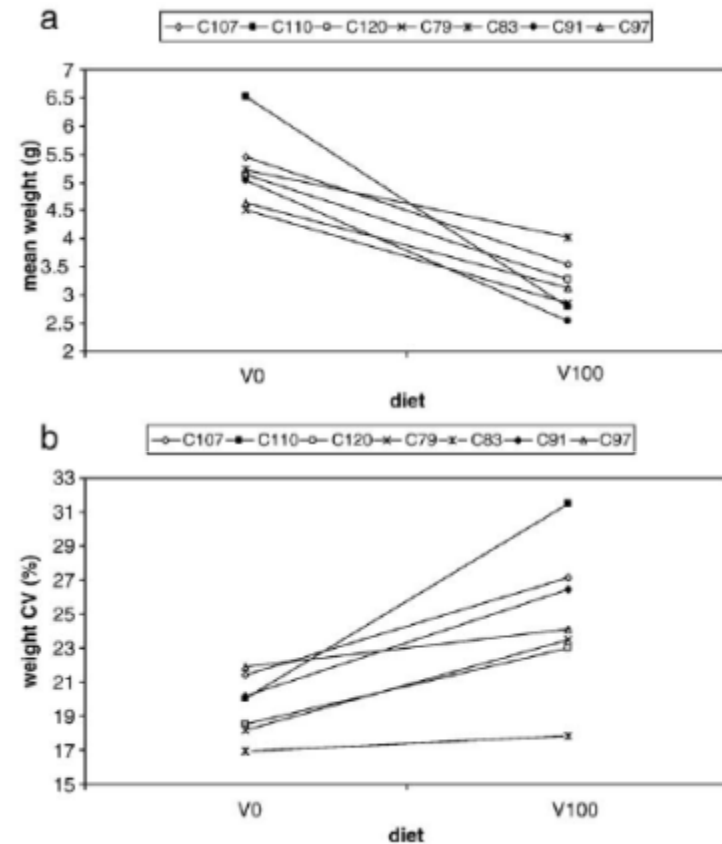 a
C107 C110 C120 C79 C83 C91 C97
7
6.5
6
5.5
5
4.5
4
3.5
3
2.5
2
mean weight (g)
V0 V100
diet
b
C107 C110 C120 C79 C83 C91 C97
33
31
29
27
25
23
21
19
17
15
weight CV (%)
V0 V100
diet